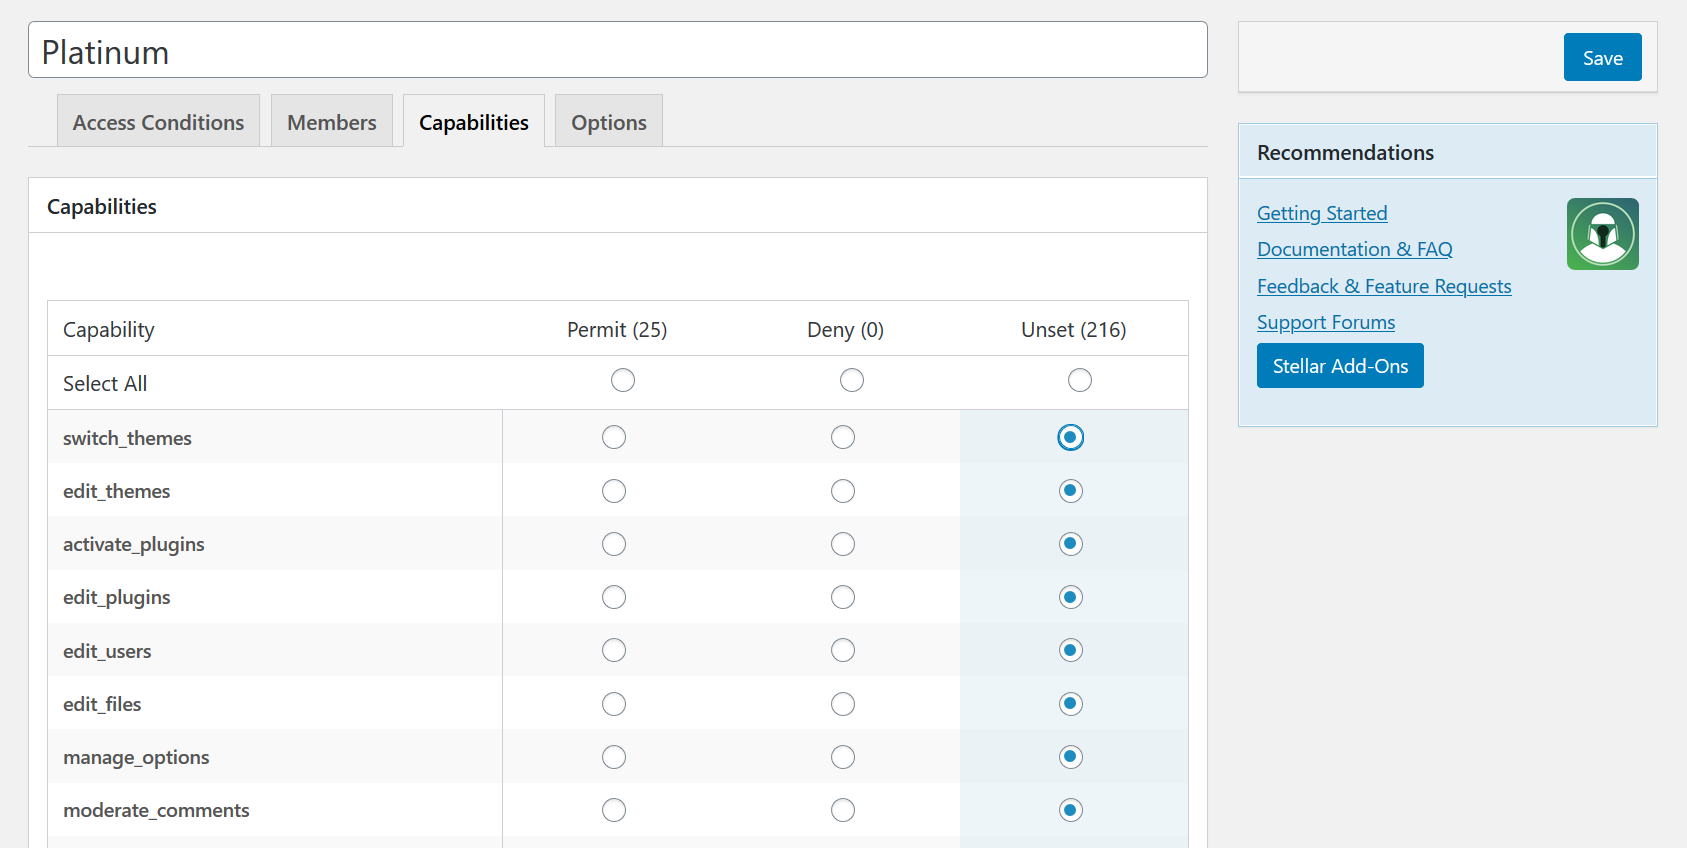 Platinum
Save
Access Conditions Members Capabilities Options
Recommendations
Getting Started
Documentation & FAQ
Feedback & Feature Requests
Support Forums
Stellar Add-Ons
Capabilities
Capability Permit (25) Deny (0) Unset (216)
Select All
switch_themes
edit_themes
activate_plugins
edit_plugins
edit_users
edit_files
manage_options
moderate_comments